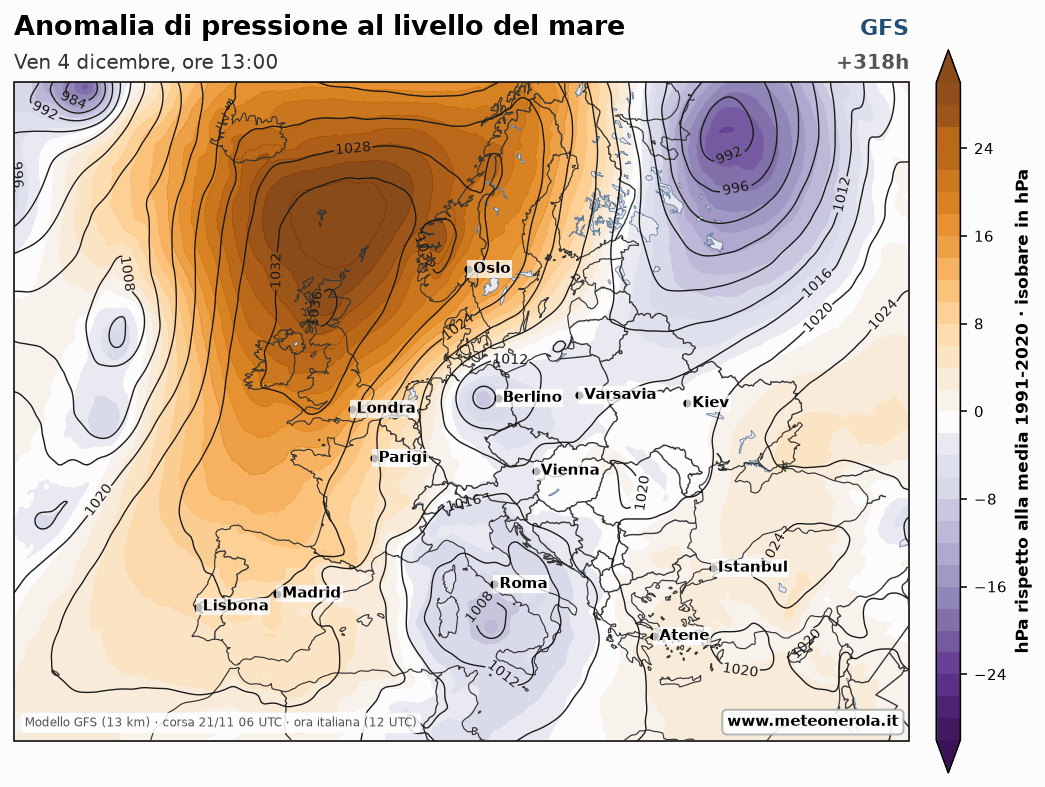 Anomalia di pressione al livello del mare
GFS
Ven 4 dicembre, ore 13:00
+318h
984
992
992
1028
996
996
1012
1008
1032
1036
Oslo
1016
1020
1024
1024
1012
Berlino
Varsavia
Kiev
Londra
Parigi
Vienna
1020
1020
1016
1024
Istanbul
Roma
Madrid
Lisbona
1008
Atene
1020
1020
1012
24
16
8
0
−8
−16
−24
hPa rispetto alla media 1991-2020 · isobare in hPa
Modello GFS (13 km) · corsa 21/11 06 UTC · ora italiana (12 UTC)
www.meteonerola.it